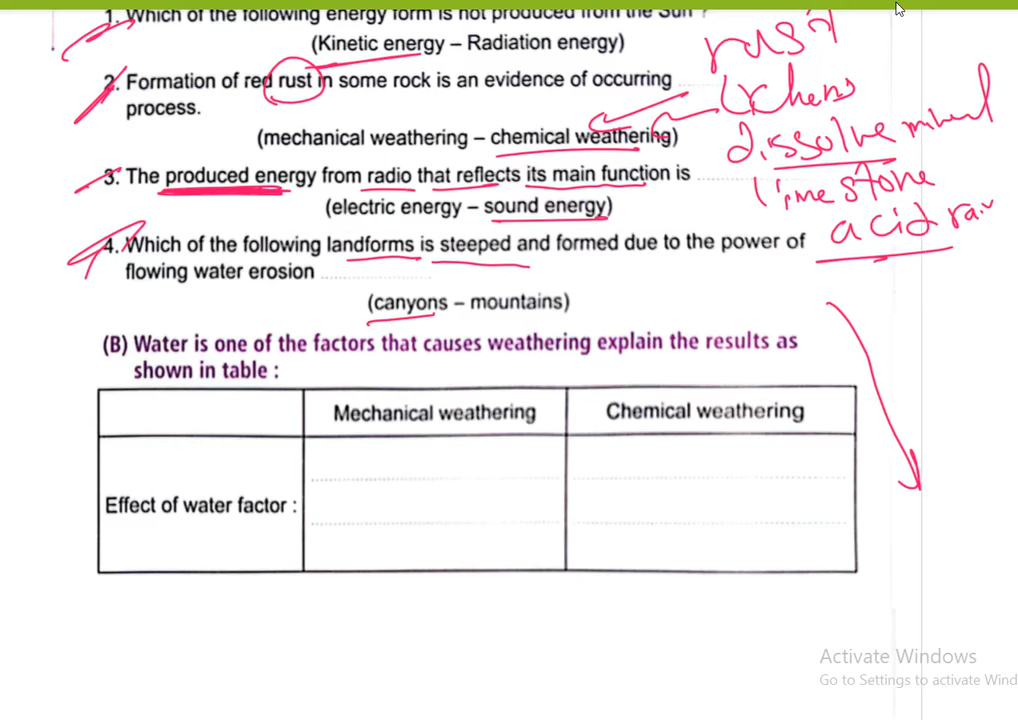 1. Which of the following energy form is not produced from the Sun ?
(Kinetic energy – Radiation energy)
rust
2. Formation of red rust in some rock is an evidence of occurring
process.
(mechanical weathering – chemical weathering)
dissolve
3. The produced energy from radio that reflects its main function is
limestone
(electric energy – sound energy)
acid
4. Which of the following landforms is steeped and formed due to the power of
flowing water erosion
(canyons – mountains)
(B) Water is one of the factors that causes weathering explain the results as
shown in table :
Mechanical weathering
Chemical weathering
Effect of water factor :
Activate Windows
Go to Settings to activate Wind